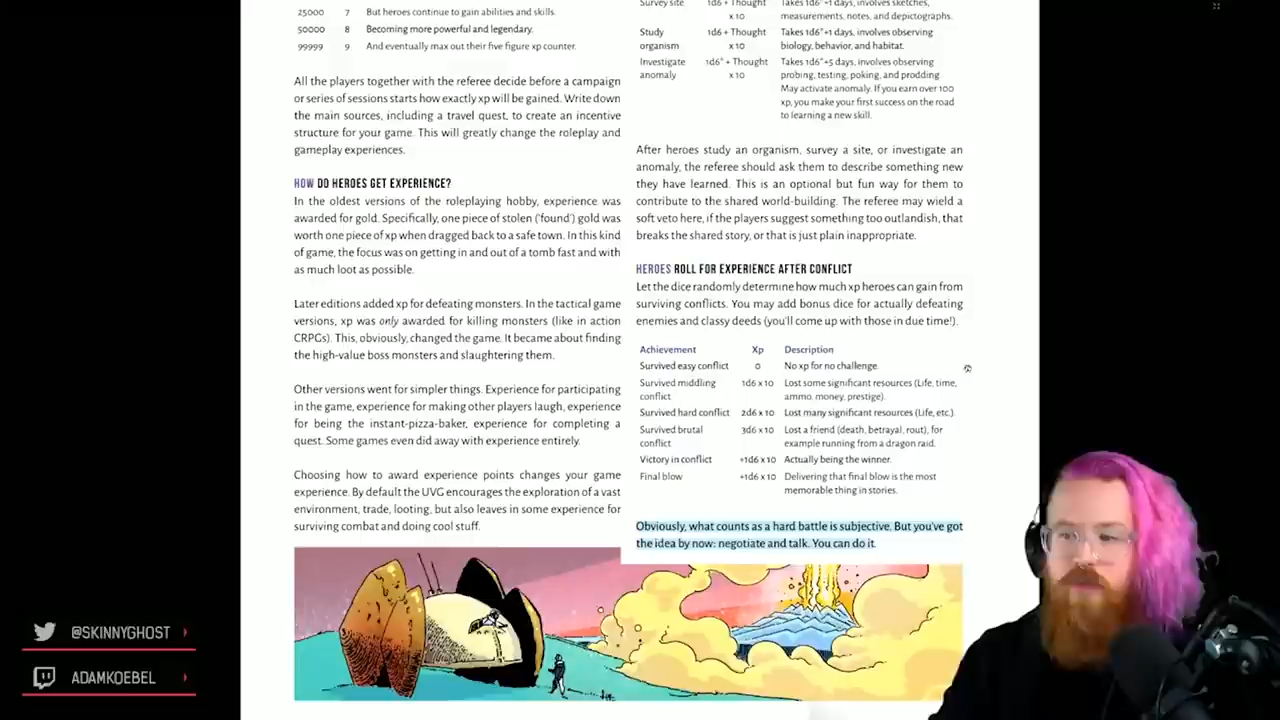 25000 7 But heroes continue to gain abilities and skills.
50000 8 Becoming more powerful and legendary.
99999 9 And eventually max out their five figure xp counter.
All the players together with the referee decide before a campaign
or series of sessions starts how exactly xp will be gained. Write down
the main sources, including a travel quest, to create an incentive
structure for your game. This will greatly change the roleplay and
gameplay experiences.
HOW DO HEROES GET EXPERIENCE?
In the oldest versions of the roleplaying hobby, experience was
awarded for gold. Specifically, one piece of stolen ('found') gold was
worth one piece of xp when dragged back to a safe town. In this kind
of game, the focus was on getting in and out of a tomb fast and with
as much loot as possible.
Later editions added xp for defeating monsters. In the tactical game
versions, xp was only awarded for killing monsters (like in action
CRPGs). This, obviously, changed the game. It became about finding
the high-value boss monsters and slaughtering them.
Other versions went for simpler things. Experience for participating
in the game, experience for making other players laugh, experience
for being the instant-pizza-baker, experience for completing a
quest. Some games even did away with experience entirely.
Choosing how to award experience points changes your game
experience. By default the UVG encourages the exploration of a vast
environment, trade, looting, but also leaves in some experience for
surviving combat and doing cool stuff.
Survey site 1d6 + Thought Takes 1d6*+1 days, involves sketches,
x 10 measurements, notes, and depictographs.
Study 1d6 + Thought Takes 1d6*+1 days, involves observing
organism x 10 biology, behavior, and habitat.
Investigate 1d6* + Thought Takes 1d6*+5 days, involves observing
anomaly x 10 probing, testing, poking, and prodding
May activate anomaly. If you earn over 100
xp, you make your first success on the road
to learning a new skill.
After heroes study an organism, survey a site, or investigate an
anomaly, the referee should ask them to describe something new
they have learned. This is an optional but fun way for them to
contribute to the shared world-building. The referee may wield a
soft veto here, if the players suggest something too outlandish, that
breaks the shared story, or that is just plain inappropriate.
HEROES ROLL FOR EXPERIENCE AFTER CONFLICT
Let the dice randomly determine how much xp heroes can gain from
surviving conflicts. You may add bonus dice for actually defeating
enemies and classy deeds (you'll come up with those in due time!).
Achievement Xp Description
Survived easy conflict 0 No xp for no challenge.
Survived middling 1d6 x 10 Lost some significant resources (Life, time,
conflict ammo, money, prestige).
Survived hard conflict 2d6 x 10 Lost many significant resources (Life, etc.).
Survived brutal 3d6 x 10 Lost a friend (death, betrayal, rout), for
conflict example running from a dragon raid.
Victory in conflict +1d6 x 10 Actually being the winner.
Final blow +1d6 x 10 Delivering that final blow is the most
memorable thing in stories.
Obviously, what counts as a hard battle is subjective. But you've got
the idea by now: negotiate and talk. You can do it.
@SKINNYGHOST
ADAMKOEBEL